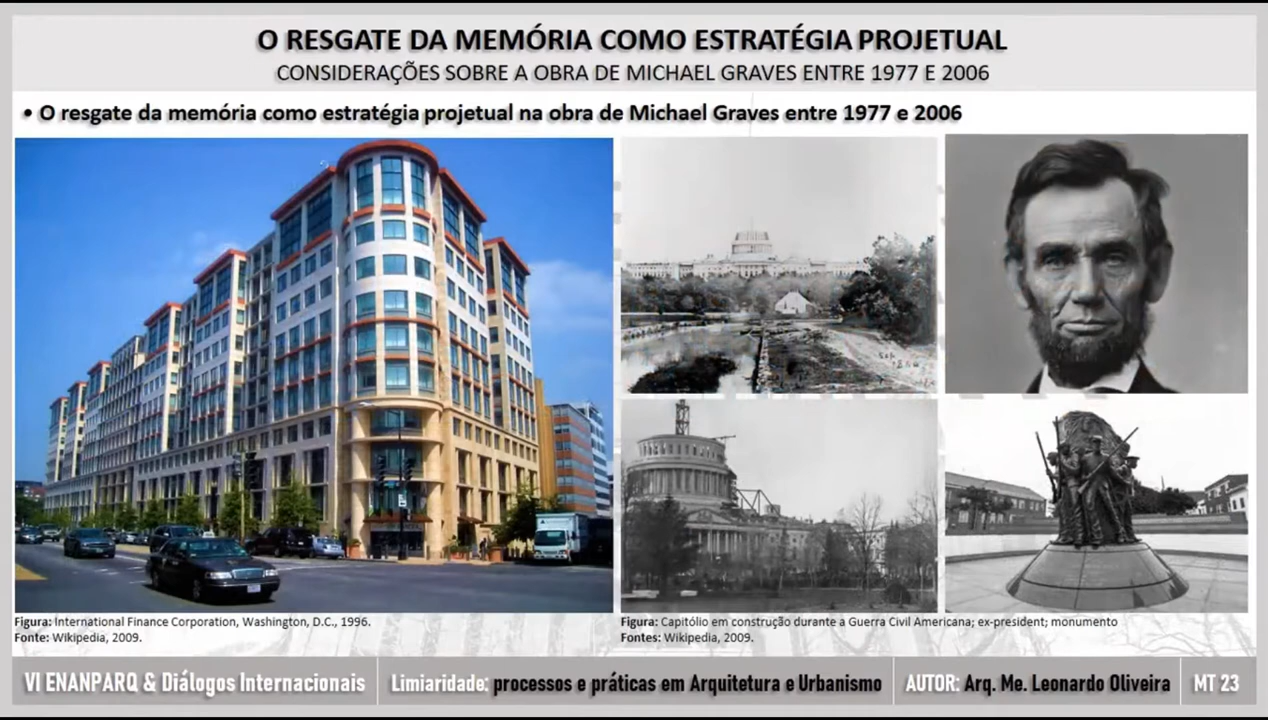 O RESGATE DA MEMÓRIA COMO ESTRATÉGIA PROJETUAL
CONSIDERAÇÕES SOBRE A OBRA DE MICHAEL GRAVES ENTRE 1977 E 2006
• O resgate da memória como estratégia projetual na obra de Michael Graves entre 1977 e 2006
Figura: International Finance Corporation, Washington, D.C., 1996.
Fonte: Wikipedia, 2009.
Figura: Capitólio em construção durante a Guerra Civil Americana; ex-president; monumento
Fontes: Wikipedia, 2009.
VI ENANPARQ & Diálogos Internacionais
Limiaridade: processos e práticas em Arquitetura e Urbanismo
AUTOR: Arq. Me. Leonardo Oliveira
MT 23